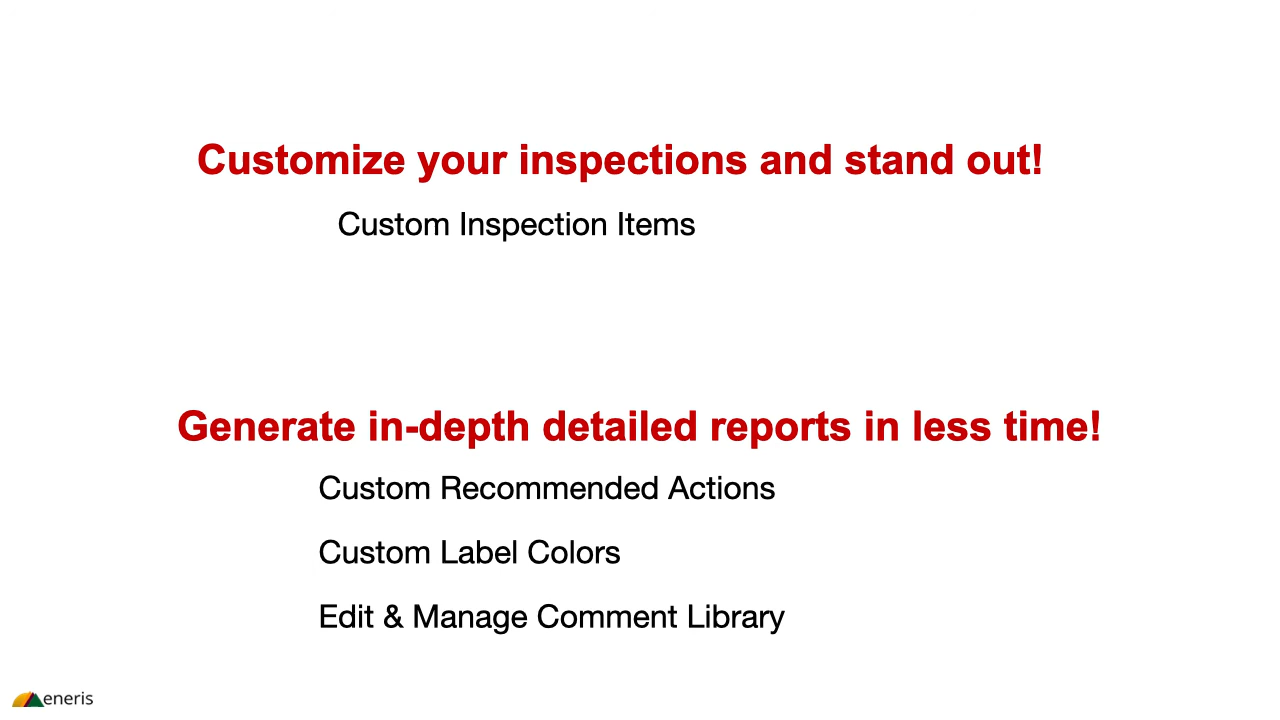 Customize your inspections and stand out!
Custom Inspection Items
Generate in-depth detailed reports in less time!
Custom Recommended Actions
Custom Label Colors
Edit & Manage Comment Library
eneris